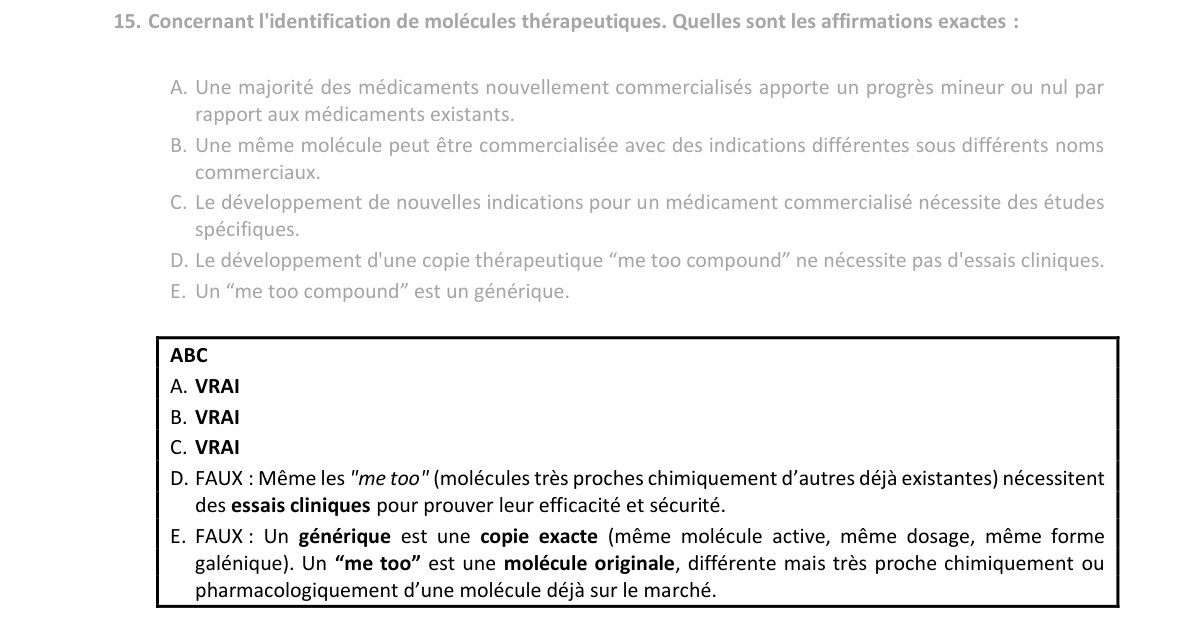 15. Concernant l'identification de molécules thérapeutiques. Quelles sont les affirmations exactes :
A. Une majorité des médicaments nouvellement commercialisés apporte un progrès mineur ou nul par
rapport aux médicaments existants.
B. Une même molécule peut être commercialisée avec des indications différentes sous différents noms
commerciaux.
C. Le développement de nouvelles indications pour un médicament commercialisé nécessite des études
spécifiques.
D. Le développement d'une copie thérapeutique “me too compound” ne nécessite pas d'essais cliniques.
E. Un “me too compound” est un générique.
ABC
A. VRAI
B. VRAI
C. VRAI
D. FAUX : Même les "me too" (molécules très proches chimiquement d’autres déjà existantes) nécessitent
des essais cliniques pour prouver leur efficacité et sécurité.
E. FAUX : Un générique est une copie exacte (même molécule active, même dosage, même forme
galénique). Un “me too” est une molécule originale, différente mais très proche chimiquement ou
pharmacologiquement d’une molécule déjà sur le marché.